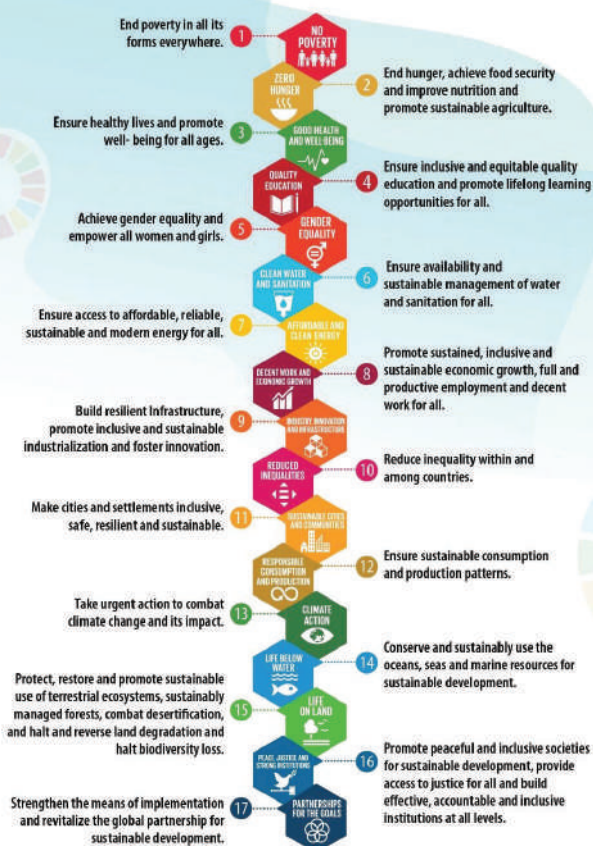 End poverty in all its
forms everywhere.
1
NO
POVERTY
ZERO
HUNGER
2
End hunger, achieve food security
and improve nutrition and
promote sustainable agriculture.
Ensure healthy lives and promote
well- being for all ages.
3
GOOD HEALTH
AND WELL-BEING
QUALITY
EDUCATION
4
Ensure inclusive and equitable quality
education and promote lifelong learning
opportunities for all.
Achieve gender equality and
empower all women and girls.
5
GENDER
EQUALITY
CLEAN WATER
AND SANITATION
6
Ensure availability and
sustainable management of water
and sanitation for all.
Ensure access to affordable, reliable,
sustainable and modern energy for all.
7
AFFORDABLE AND
CLEAN ENERGY
DECENT WORK AND
ECONOMIC GROWTH
8
Promote sustained, inclusive and
sustainable economic growth, full and
productive employment and decent
work for all.
Build resilient Infrastructure,
promote inclusive and sustainable
industrialization and foster innovation.
9
INDUSTRY INNOVATION
AND INFRASTRUCTURE
REDUCED
INEQUALITIES
10
Reduce inequality within and
among countries.
Make cities and settlements inclusive,
safe, resilient and sustainable.
11
SUSTAINABLE CITIES
AND COMMUNITIES
RESPONSIBLE
CONSUMPTION
AND PRODUCTION
12
Ensure sustainable consumption
and production patterns.
Take urgent action to combat
climate change and its impact.
13
CLIMATE
ACTION
LIFE BELOW
WATER
14
Conserve and sustainably use the
oceans, seas and marine resources for
sustainable development.
Protect, restore and promote sustainable
use of terrestrial ecosystems, sustainably
managed forests, combat desertification,
and halt and reverse land degradation and
halt biodiversity loss.
15
LIFE
ON LAND
PEACE, JUSTICE AND
STRONG INSTITUTIONS
16
Promote peaceful and inclusive societies
for sustainable development, provide
access to justice for all and build
effective, accountable and inclusive
institutions at all levels.
Strengthen the means of implementation
and revitalize the global partnership for
sustainable development.
17
PARTNERSHIPS
FOR THE GOALS